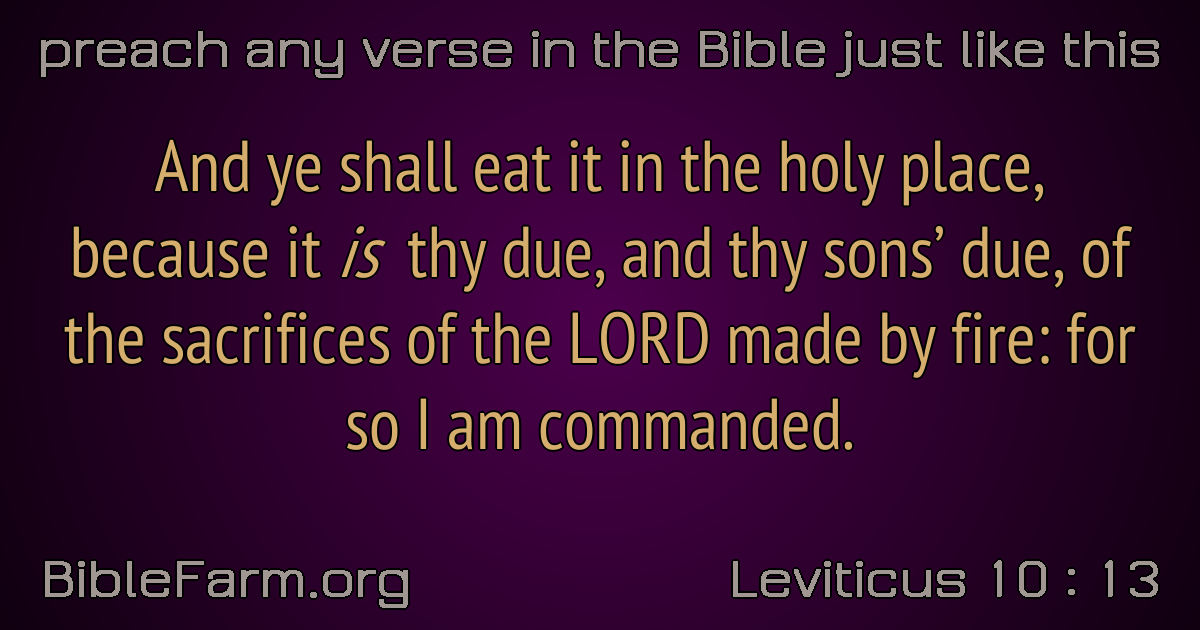 preach any verse in the Bible just like this
And ye shall eat it in the holy place,
because it is thy due, and thy sons’ due, of
the sacrifices of the LORD made by fire: for
so I am commanded.
BibleFarm.org
Leviticus 10 : 13